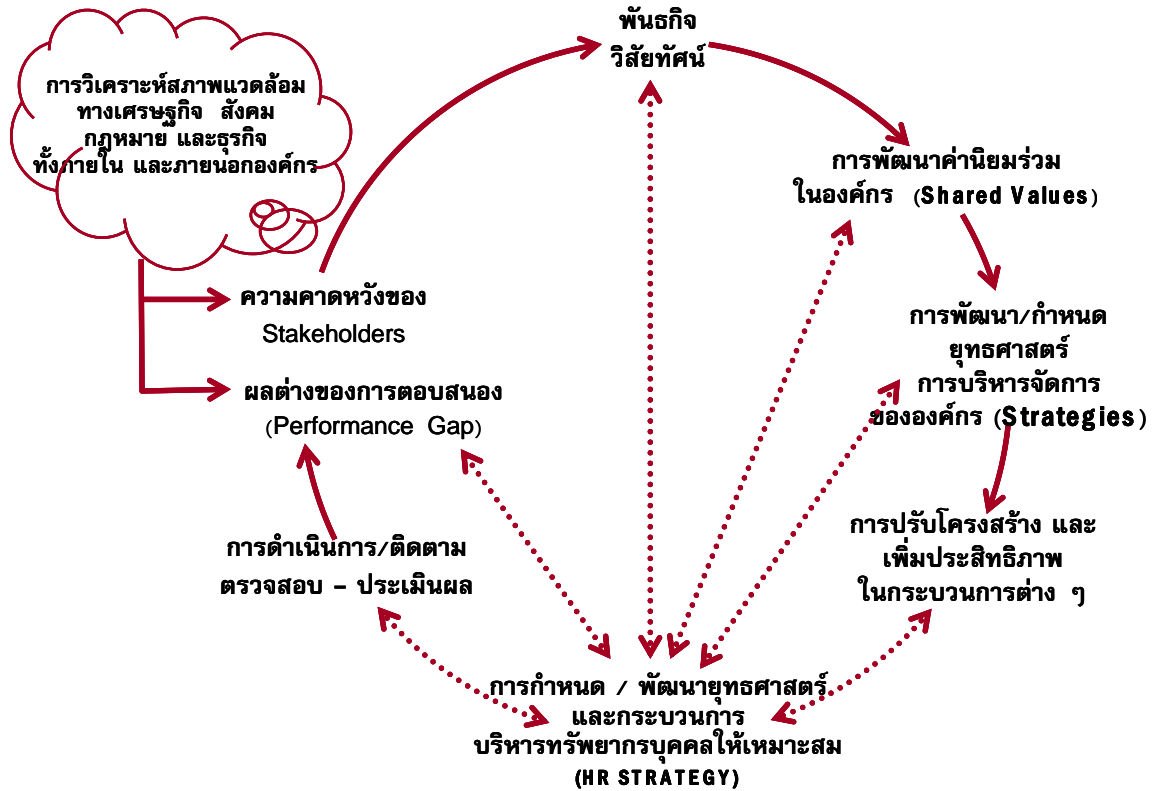 การวิเคราะห์สภาพแวดล้อม
ทางเศรษฐกิจ สังคม
กฎหมาย และธุรกิจ
ทั้งภายใน และภายนอกองค์กร
พันธกิจ
วิสัยทัศน์
การพัฒนาค่านิยมร่วม
ในองค์กร (Shared Values)
การพัฒนา/กำหนด
ยุทธศาสตร์
การบริหารจัดการ
ขององค์กร (Strategies)
การปรับโครงสร้าง และ
เพิ่มประสิทธิภาพ
ในกระบวนการต่าง ๆ
การกำหนด / พัฒนายุทธศาสตร์
และกระบวนการ
บริหารทรัพยากรบุคคลให้เหมาะสม
(HR STRATEGY)
การดำเนินการ/ติดตาม
ตรวจสอบ – ประเมินผล
ผลต่างของการตอบสนอง
(Performance Gap)
ความคาดหวังของ
Stakeholders